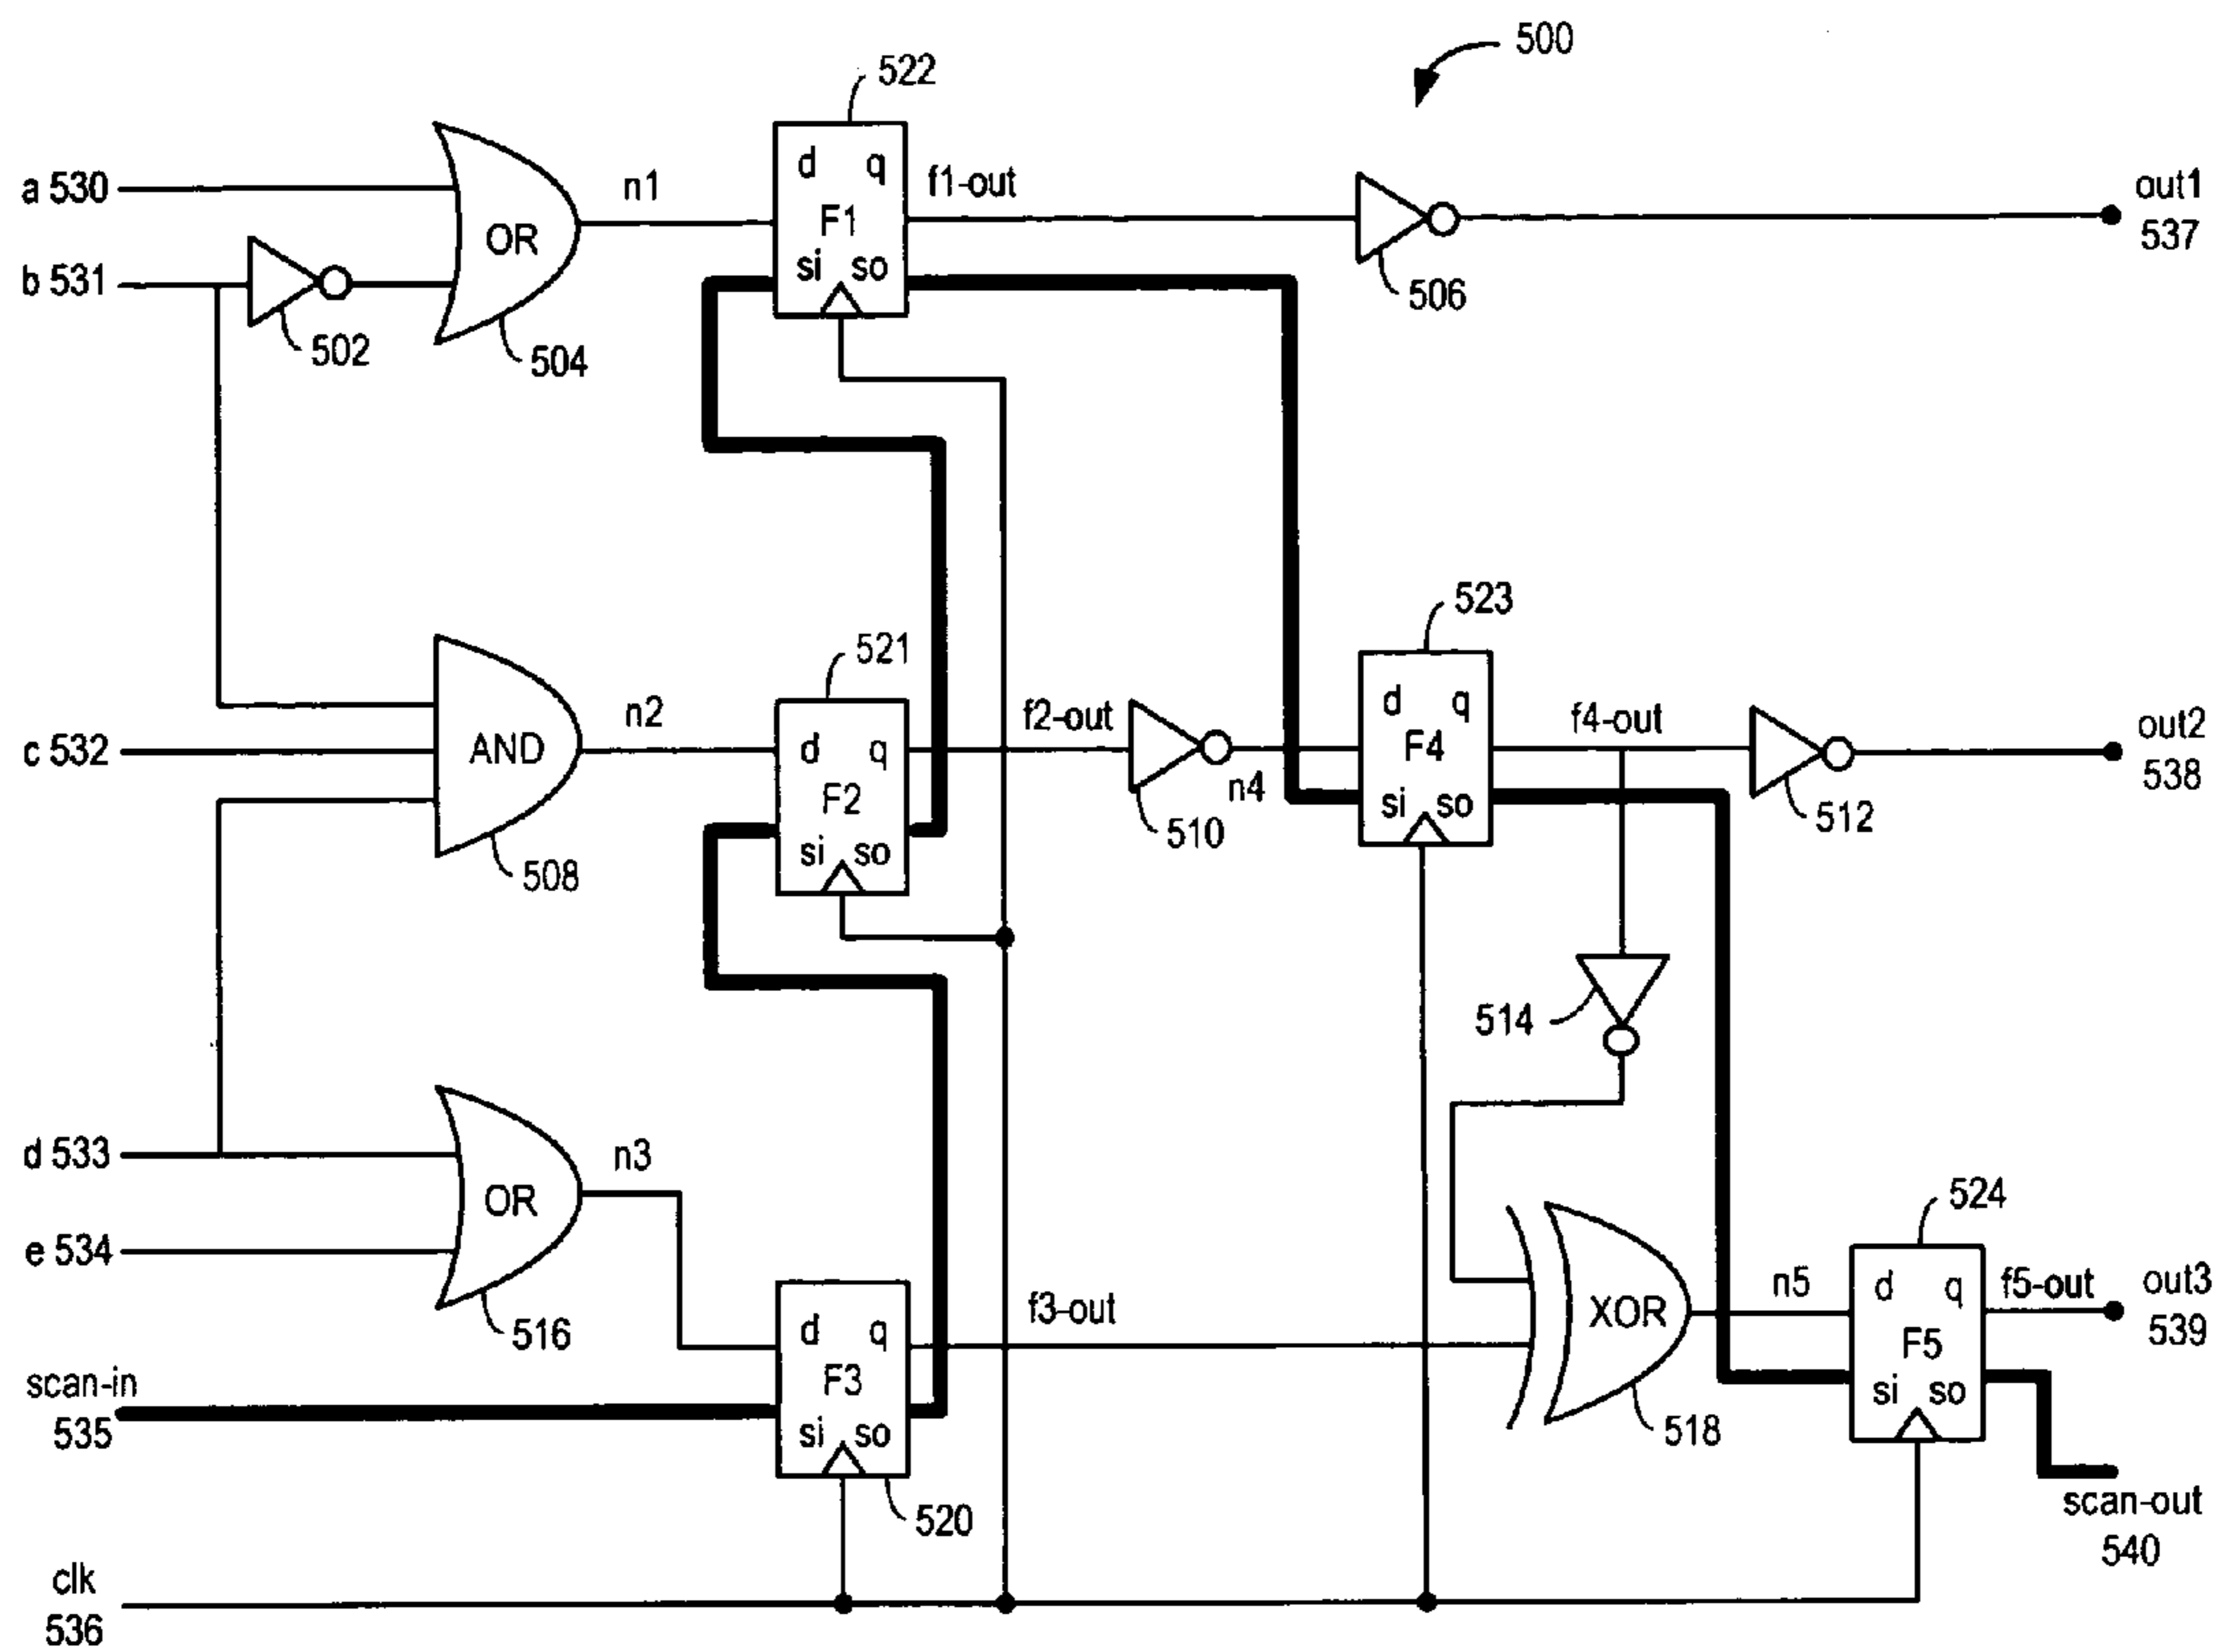 500
522
a 530
OR
n1
d q
F1
si so
f1-out
out1
537
b 531
502
504
506
523
521
c 532
AND
n2
d q
F2
si so
f2-out
n4
510
d q
F4
si so
f4-out
512
out2
538
508
514
d 533
OR
n3
e 534
516
524
scan-in
535
d q
F3
si so
520
f3-out
XOR
518
n5
d q
F5
si so
f5-out
out3
539
scan-out
540
clk
536